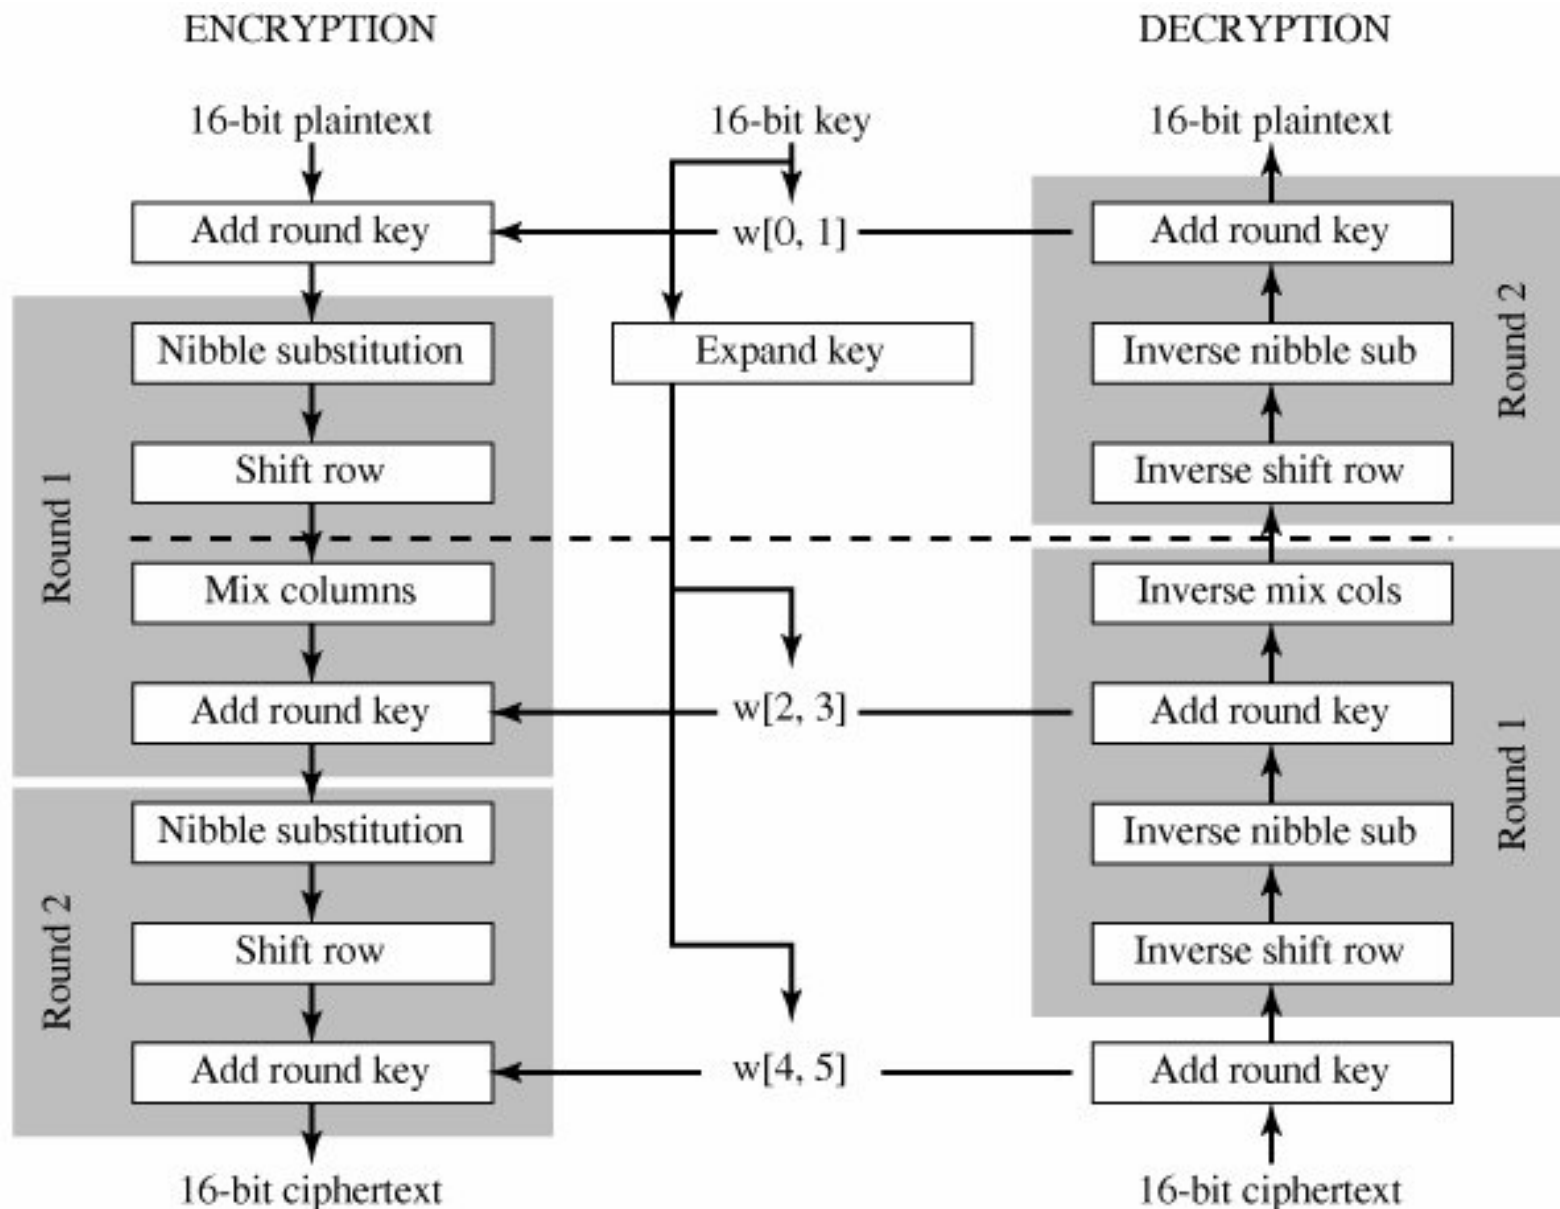 ENCRYPTION
DECRYPTION
16-bit plaintext
16-bit key
16-bit plaintext
Add round key
w[0, 1]
Add round key
Nibble substitution
Expand key
Inverse nibble sub
Round 2
Shift row
Inverse shift row
Round 1
Mix columns
Inverse mix cols
Add round key
w[2, 3]
Add round key
Round 1
Nibble substitution
Inverse nibble sub
Round 2
Shift row
Inverse shift row
Add round key
w[4, 5]
Add round key
16-bit ciphertext
16-bit ciphertext